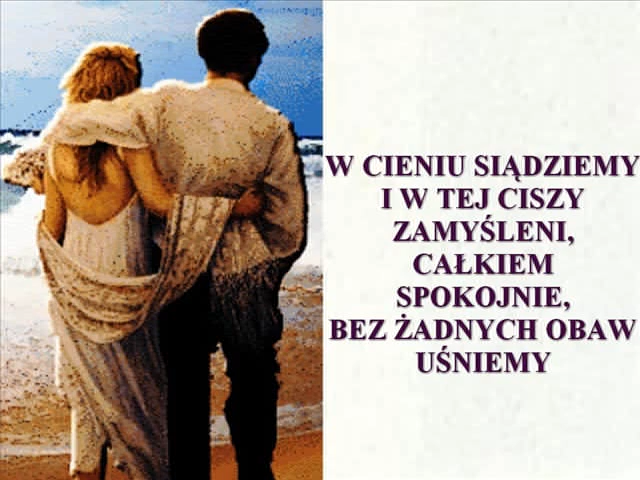 W CIENIU SIĄDZIEMY
I W TEJ CISZY
ZAMYŚLENI,
CAŁKIEM
SPOKOJNIE,
BEZ ŻADNYCH OBAW
UŚNIEMY